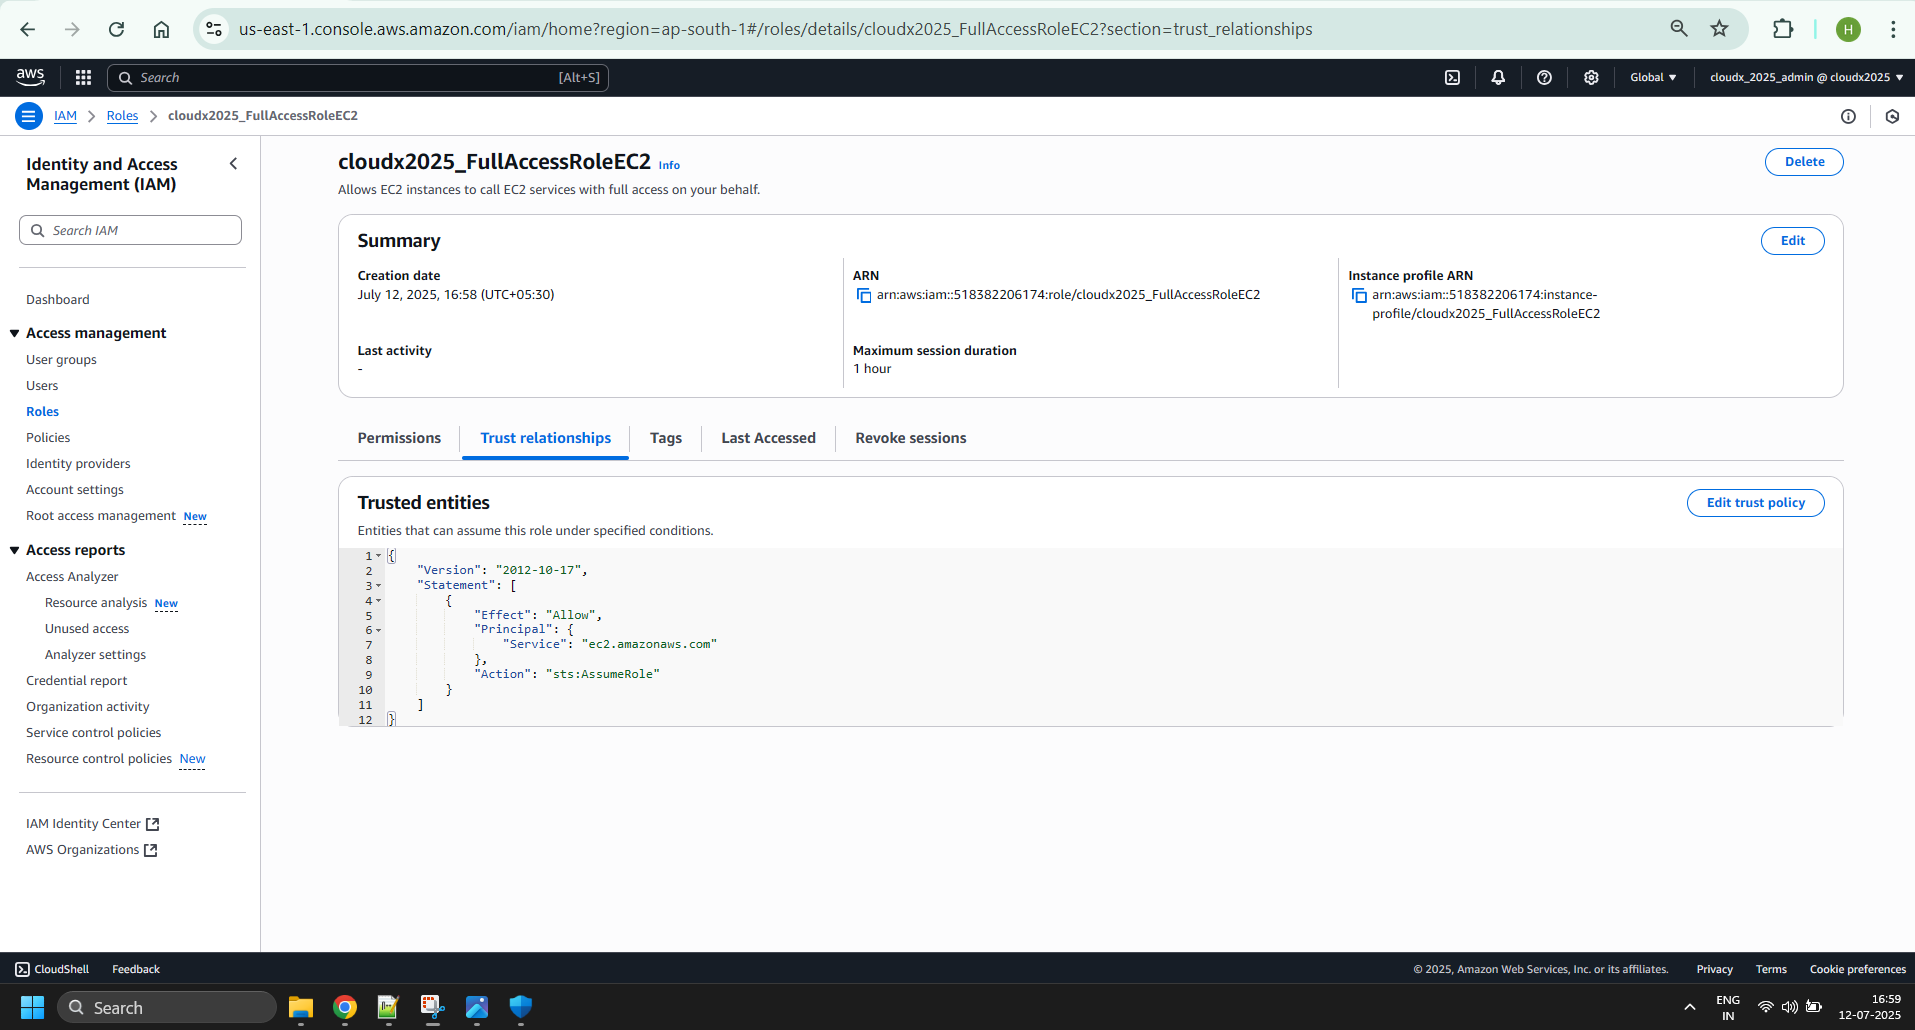 us-east-1.console.aws.amazon.com/iam/home?region=ap-south-1#/roles/details/cloudx2025_FullAccessRoleEC2?section=trust_relationships
H
aws
Search
[Alt+S]
Global
cloudx_2025_admin @ cloudx2025
IAM
Roles
cloudx2025_FullAccessRoleEC2
Identity and Access
Management (IAM)
Search IAM
Dashboard
Access management
User groups
Users
Roles
Policies
Identity providers
Account settings
Root access management New
Access reports
Access Analyzer
Resource analysis New
Unused access
Analyzer settings
Credential report
Organization activity
Service control policies
Resource control policies New
IAM Identity Center
AWS Organizations
cloudx2025_FullAccessRoleEC2 Info
Delete
Allows EC2 instances to call EC2 services with full access on your behalf.
Summary
Edit
Creation date
July 12, 2025, 16:58 (UTC+05:30)
ARN
arn:aws:iam::518382206174:role/cloudx2025_FullAccessRoleEC2
Instance profile ARN
arn:aws:iam::518382206174:instance-
profile/cloudx2025_FullAccessRoleEC2
Last activity
-
Maximum session duration
1 hour
Permissions
Trust relationships
Tags
Last Accessed
Revoke sessions
Trusted entities
Edit trust policy
Entities that can assume this role under specified conditions.
1 {
2 "Version": "2012-10-17",
3 "Statement": [
4 {
5 "Effect": "Allow",
6 "Principal": {
7 "Service": "ec2.amazonaws.com"
8 },
9 "Action": "sts:AssumeRole"
10 }
11 ]
12 }
CloudShell
Feedback
© 2025, Amazon Web Services, Inc. or its affiliates.
Privacy
Terms
Cookie preferences
Search
ENG
IN
16:59
12-07-2025